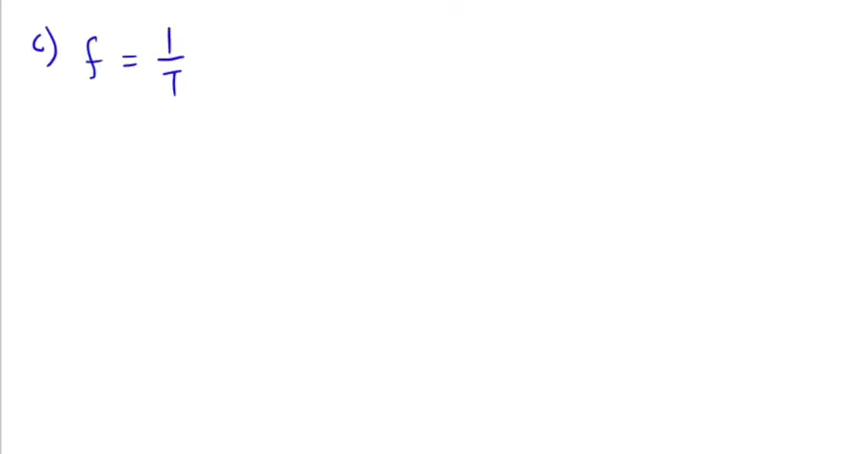 c) f = 1/T